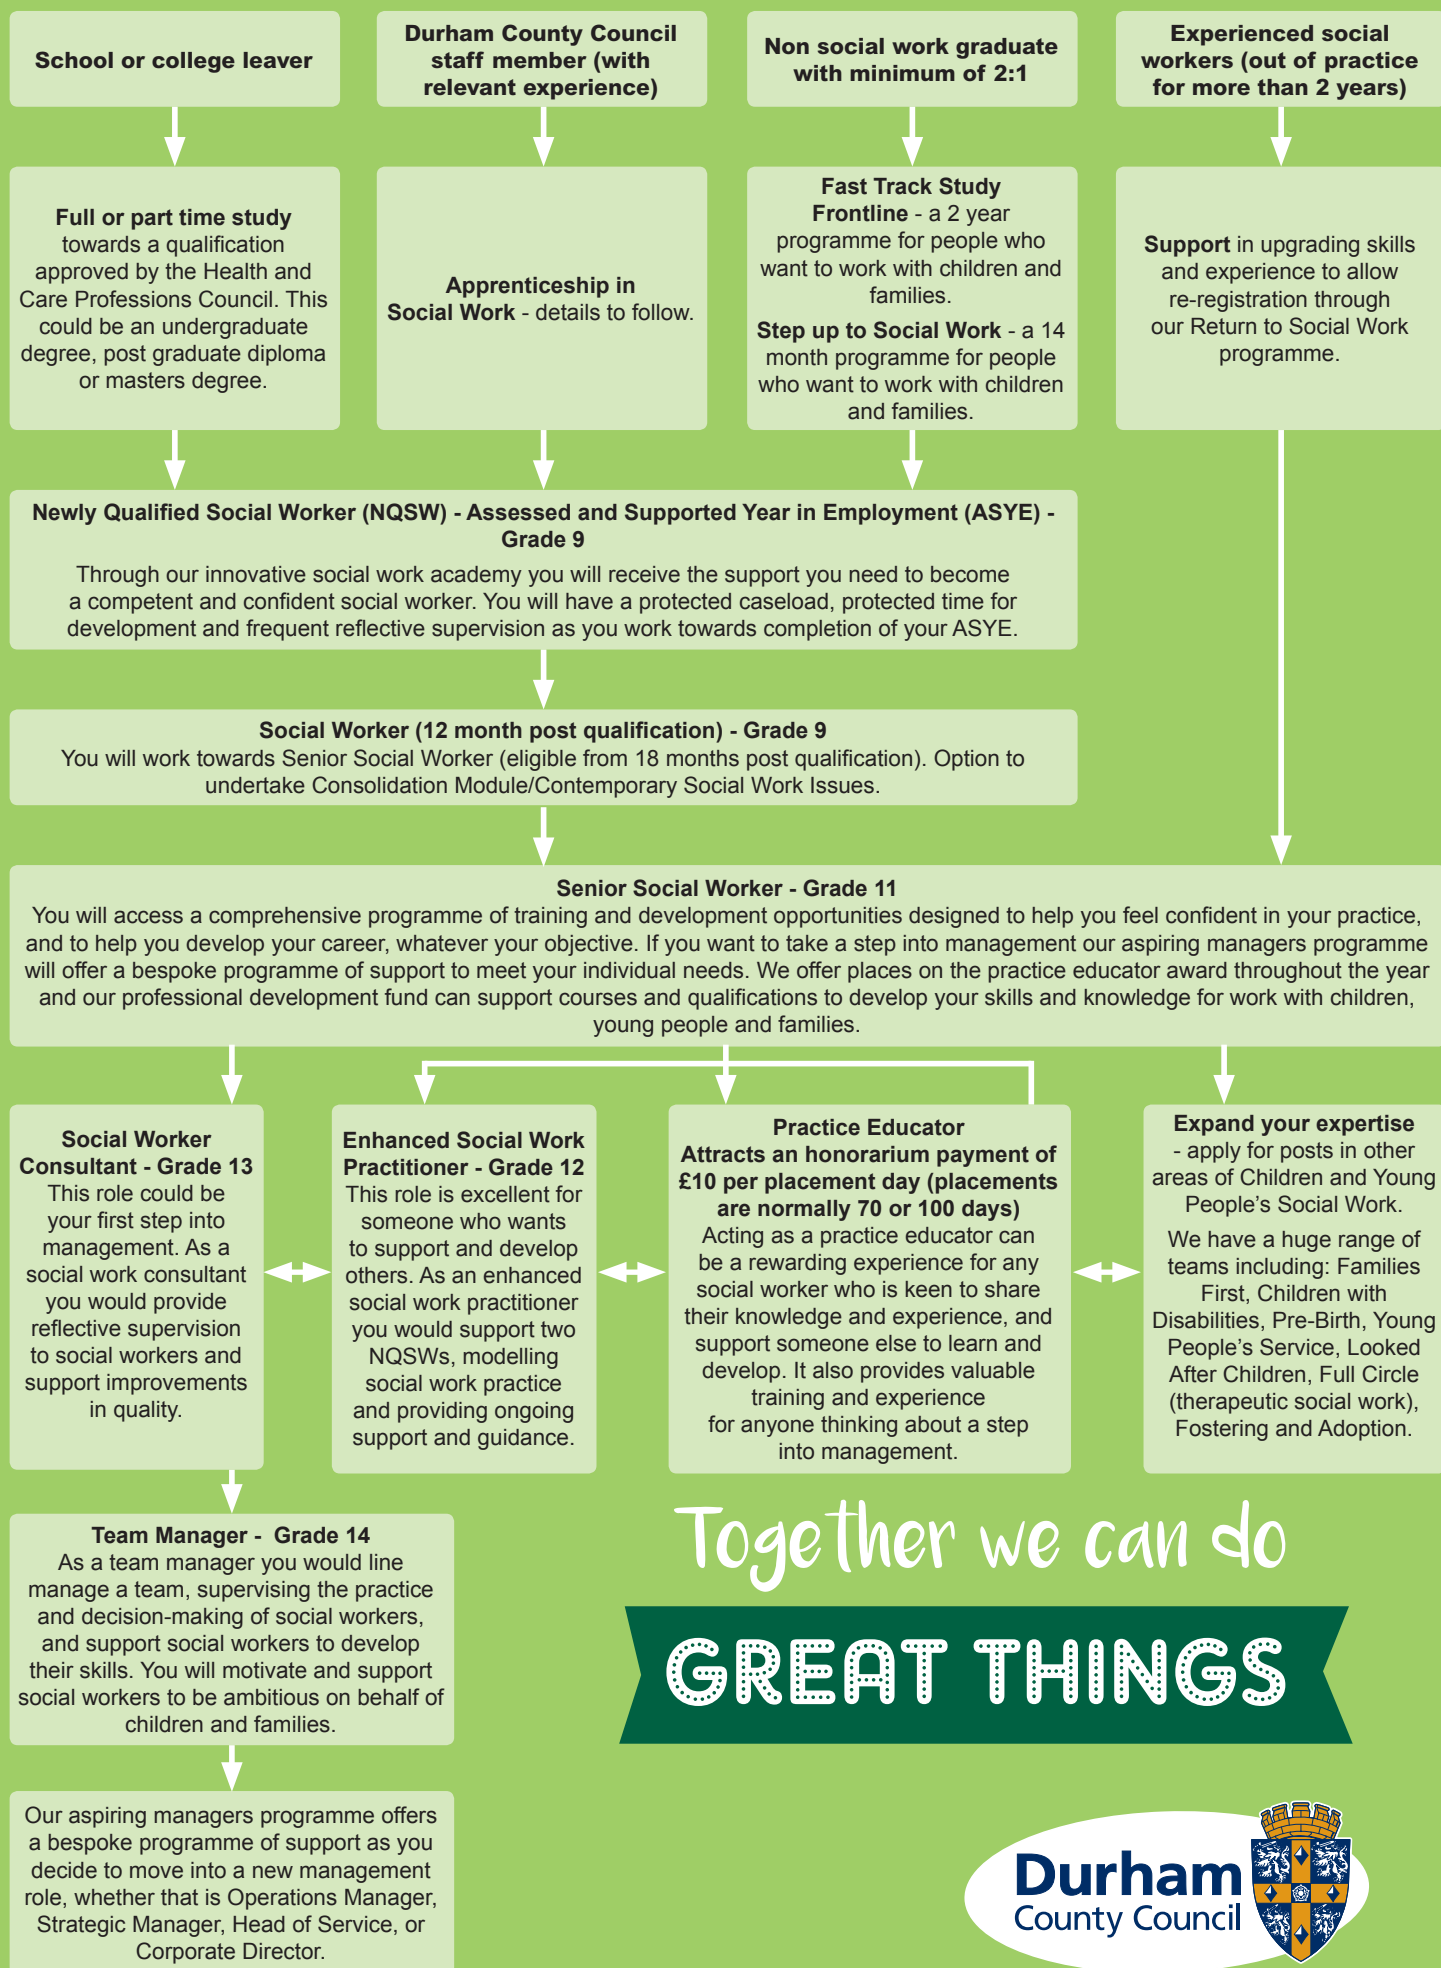 School or college leaver
Durham County Council
staff member (with
relevant experience)
Non social work graduate
with minimum of 2:1
Experienced social
workers (out of practice
for more than 2 years)
Full or part time study
towards a qualification
approved by the Health and
Care Professions Council. This
could be an undergraduate
degree, post graduate diploma
or masters degree.
Apprenticeship in
Social Work - details to follow.
Fast Track Study
Frontline - a 2 year
programme for people who
want to work with children and
families.
Step up to Social Work - a 14
month programme for people
who want to work with children
and families.
Support in upgrading skills
and experience to allow
re-registration through
our Return to Social Work
programme.
Newly Qualified Social Worker (NQSW) - Assessed and Supported Year in Employment (ASYE) -
Grade 9
Through our innovative social work academy you will receive the support you need to become
a competent and confident social worker. You will have a protected caseload, protected time for
development and frequent reflective supervision as you work towards completion of your ASYE.
Social Worker (12 month post qualification) - Grade 9
You will work towards Senior Social Worker (eligible from 18 months post qualification). Option to
undertake Consolidation Module/Contemporary Social Work Issues.
Senior Social Worker - Grade 11
You will access a comprehensive programme of training and development opportunities designed to help you feel confident in your practice,
and to help you develop your career, whatever your objective. If you want to take a step into management our aspiring managers programme
will offer a bespoke programme of support to meet your individual needs. We offer places on the practice educator award throughout the year
and our professional development fund can support courses and qualifications to develop your skills and knowledge for work with children,
young people and families.
Social Worker
Consultant - Grade 13
This role could be
your first step into
management. As a
social work consultant
you would provide
reflective supervision
to social workers and
support improvements
in quality.
Enhanced Social Work
Practitioner - Grade 12
This role is excellent for
someone who wants
to support and develop
others. As an enhanced
social work practitioner
you would support two
NQSWs, modelling
social work practice
and providing ongoing
support and guidance.
Practice Educator
Attracts an honorarium payment of
£10 per placement day (placements
are normally 70 or 100 days)
Acting as a practice educator can
be a rewarding experience for any
social worker who is keen to share
their knowledge and experience, and
support someone else to learn and
develop. It also provides valuable
training and experience
for anyone thinking about a step
into management.
Expand your expertise
- apply for posts in other
areas of Children and Young
People's Social Work.
We have a huge range of
teams including: Families
First, Children with
Disabilities, Pre-Birth, Young
People's Service, Looked
After Children, Full Circle
(therapeutic social work),
Fostering and Adoption.
Team Manager - Grade 14
As a team manager you would line
manage a team, supervising the practice
and decision-making of social workers,
and support social workers to develop
their skills. You will motivate and support
social workers to be ambitious on behalf of
children and families.
Our aspiring managers programme offers
a bespoke programme of support as you
decide to move into a new management
role, whether that is Operations Manager,
Strategic Manager, Head of Service, or
Corporate Director.
Together we can do
GREAT THINGS
Durham
County Council